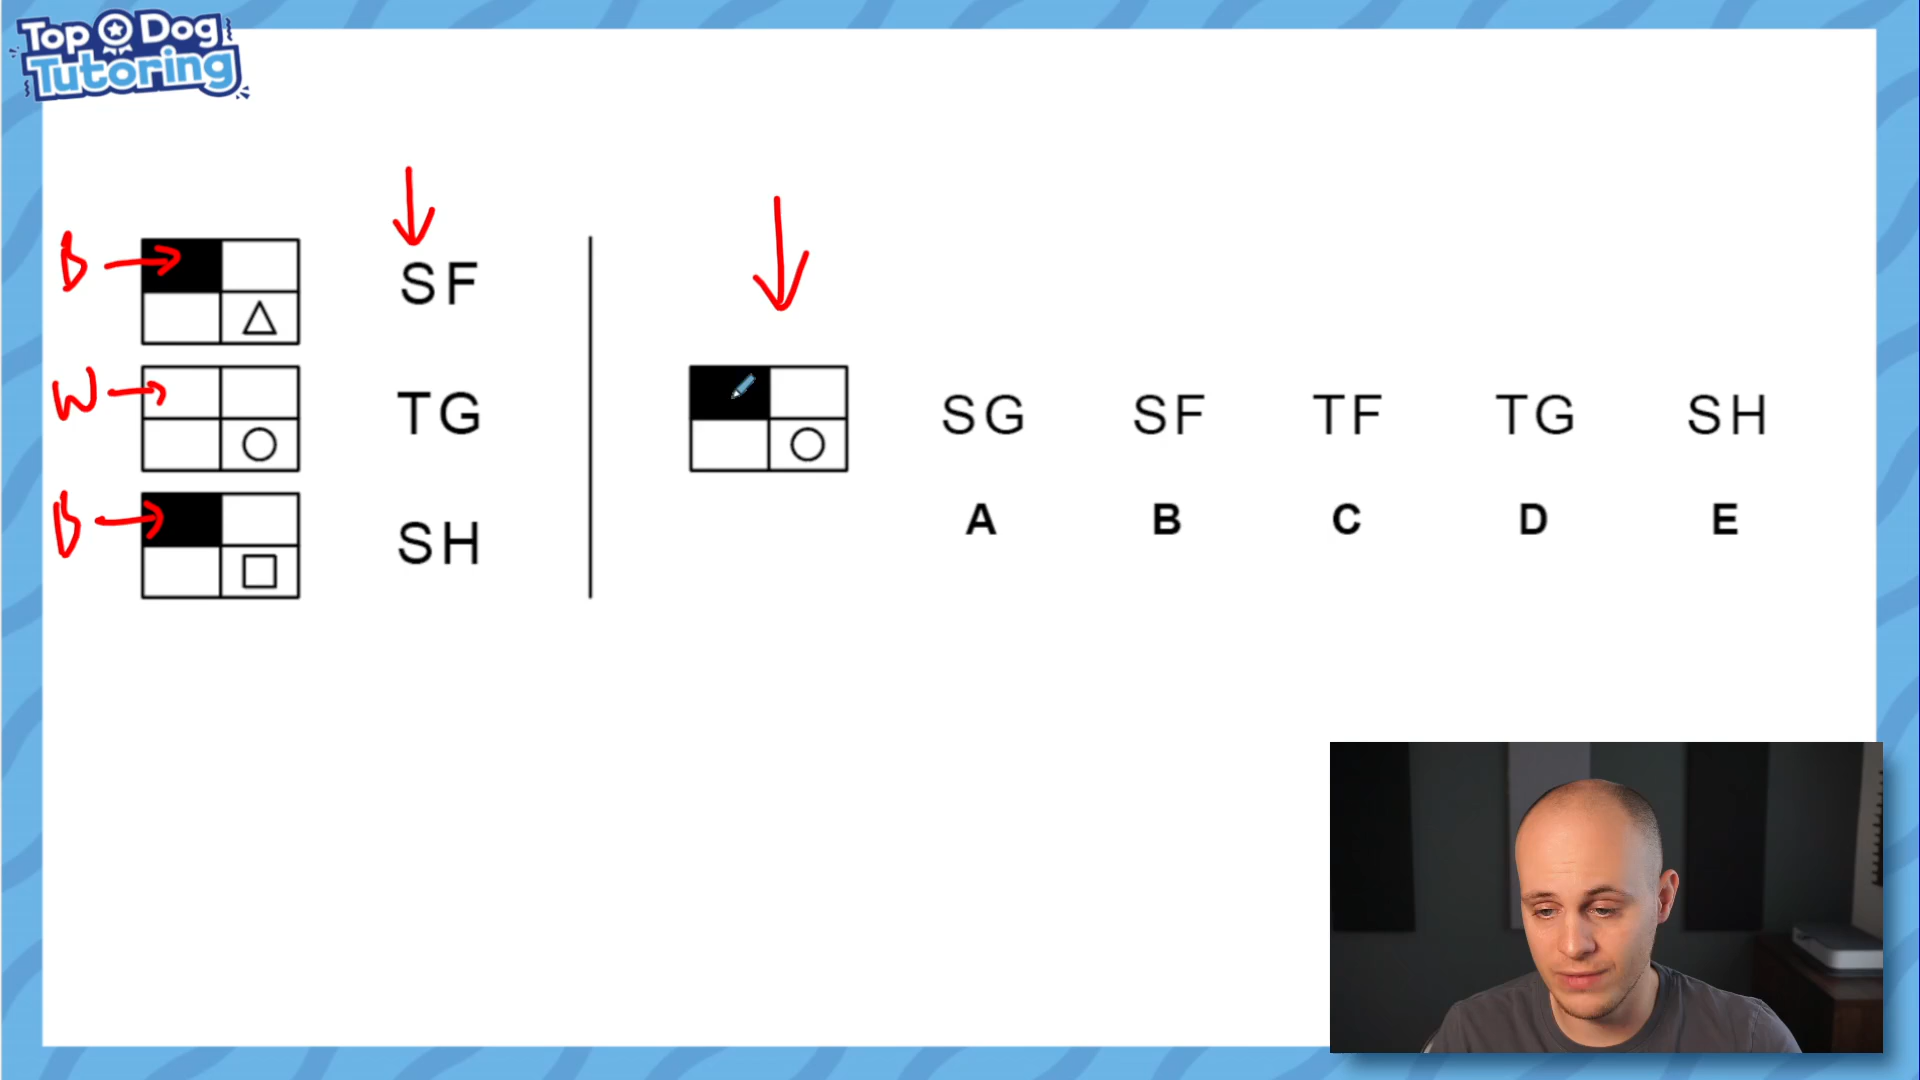 Top Dog
Tutoring
B
SF
W
TG
B
SH
SG SF TF TG SH
A B C D E